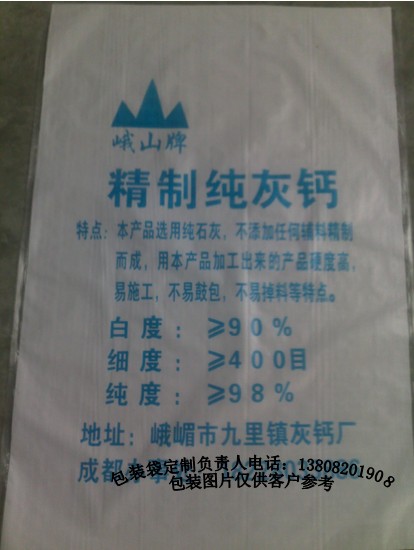 峨山牌
精制纯灰钙
特点：本产品选用纯石灰，不添加任何辅料精制
而成，用本产品加工出来的产品硬度高，
易施工，不易鼓包，不易掉料等特点。
白度：≥90%
细度：≥400目
纯度：≥98%
地址：峨嵋市九里镇灰钙厂
成都办事
包装袋定制负责人电话：13808201908
包装图片仅供客户参考